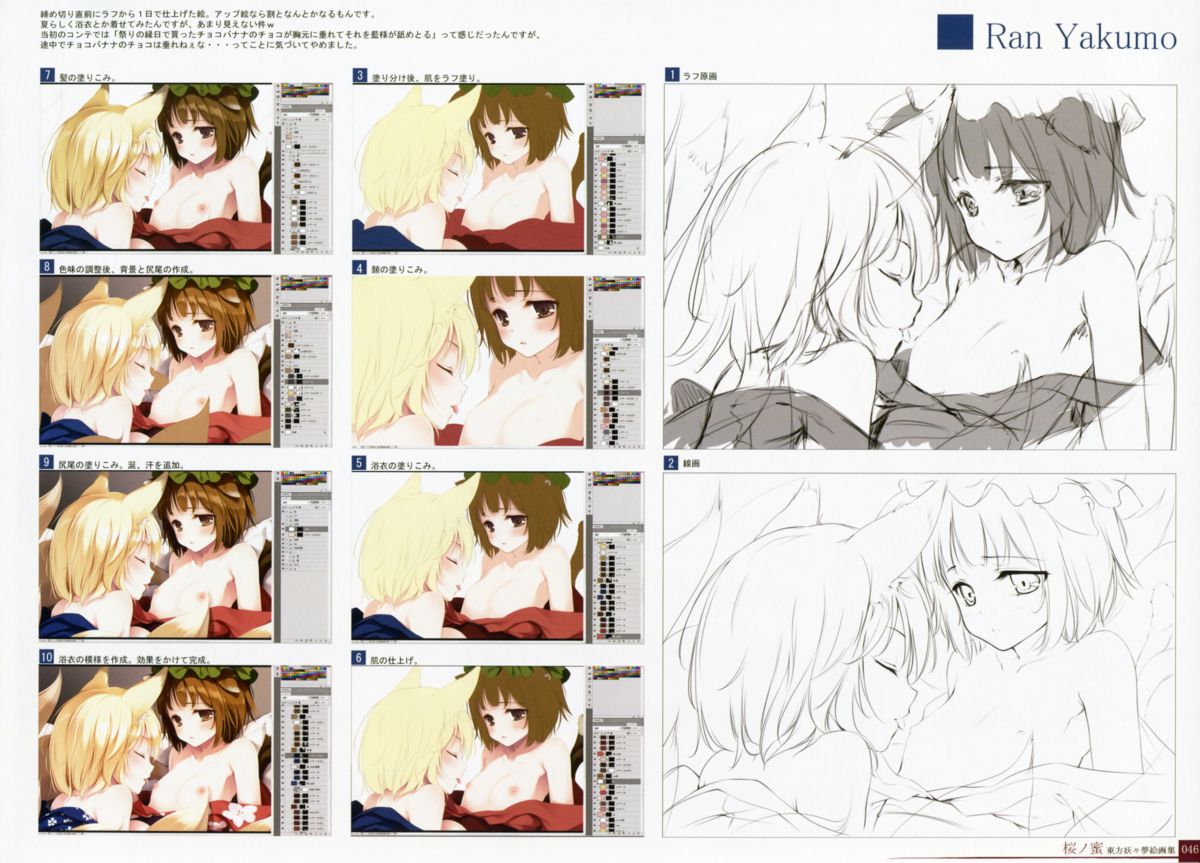 締め切り直前にラフから１日で仕上げた絵。アップ絵なら割となんとかなるもんです。
夏らしく浴衣とか着せてみたんですが、あまり見えない件ｗ
当初のコンテでは「祭りの縁日で買ったチョコバナナのチョコが胸元に垂れてそれを藍様が舐めとる」って感じだったんですが、
途中でチョコバナナのチョコは垂れねぇな・・・ってことに気づいてやめました。
Ran Yakumo
1 ラフ原画
2 線画
3 塗り分け後、肌をラフ塗り。
4 顔の塗りこみ。
5 浴衣の塗りこみ。
6 肌の仕上げ。
7 髪の塗りこみ。
8 色味の調整後、背景と尻尾の作成。
9 尻尾の塗りこみ。涎、汗を追加。
10 浴衣の模様を作成。効果をかけて完成。
桜ノ蜜 東方妖々夢絵画集 046